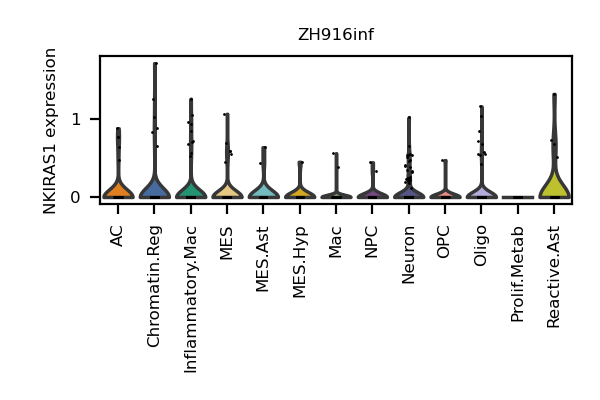 ZH916inf
NKIRAS1 expression
1
0
AC
Chromatin.Reg
Inflammatory.Mac
MES
MES.Ast
MES.Hyp
Mac
NPC
Neuron
OPC
Oligo
Prolif.Metab
Reactive.Ast